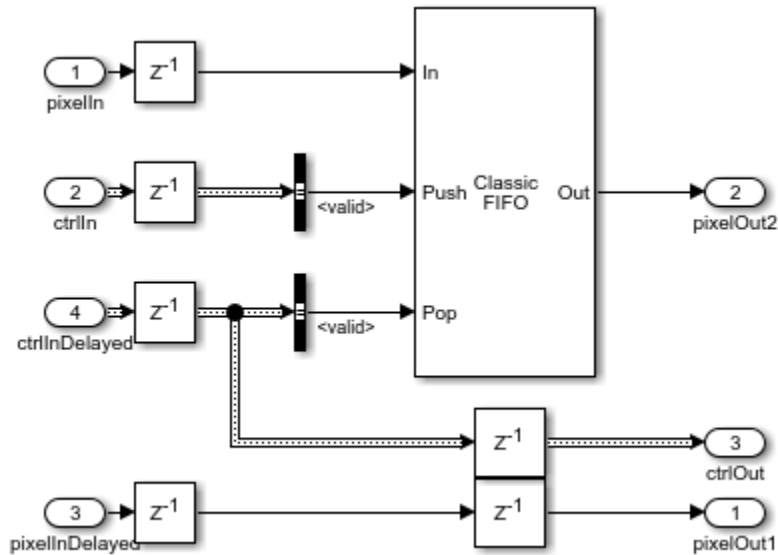 1
pixelIn
Z-1
In
2
ctrlIn
Z-1
<valid>
Push
Classic
FIFO
Out
2
pixelOut2
4
ctrlInDelayed
Z-1
<valid>
Pop
Z-1
3
ctrlOut
3
pixelInDelayed
Z-1
Z-1
1
pixelOut1